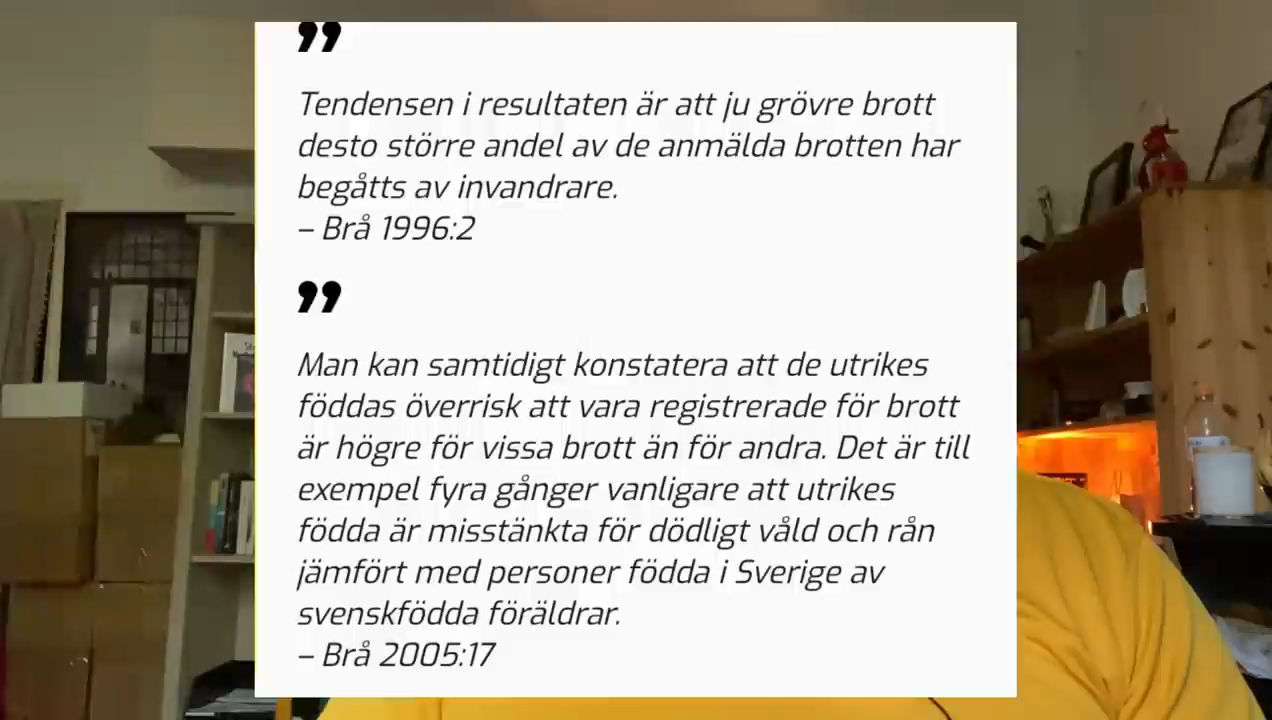 ”
Tendensen i resultaten är att ju grövre brott
desto större andel av de anmälda brotten har
begåtts av invandrare.
– Brå 1996:2
”
Man kan samtidigt konstatera att de utrikes
föddas överrisk att vara registrerade för brott
är högre för vissa brott än för andra. Det är till
exempel fyra gånger vanligare att utrikes
födda är misstänkta för dödligt våld och rån
jämfört med personer födda i Sverige av
svenskfödda föräldrar.
– Brå 2005:17